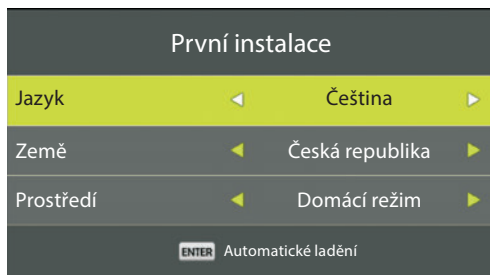 První instalace
Jazyk Čeština
Země Česká republika
Prostředí Domácí režim
ENTER Automatické ladění